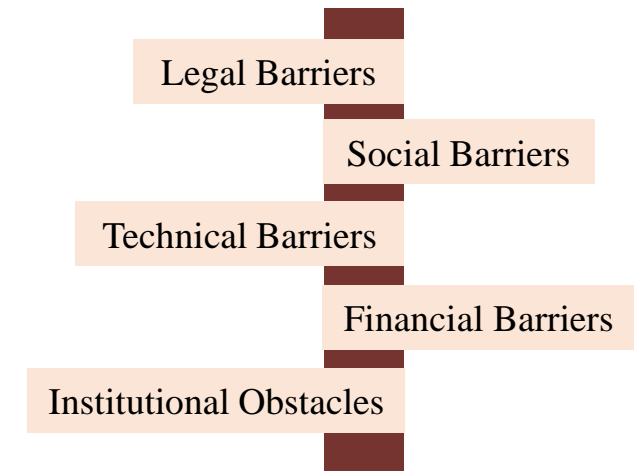 Legal Barriers
Social Barriers
Technical Barriers
Financial Barriers
Institutional Obstacles